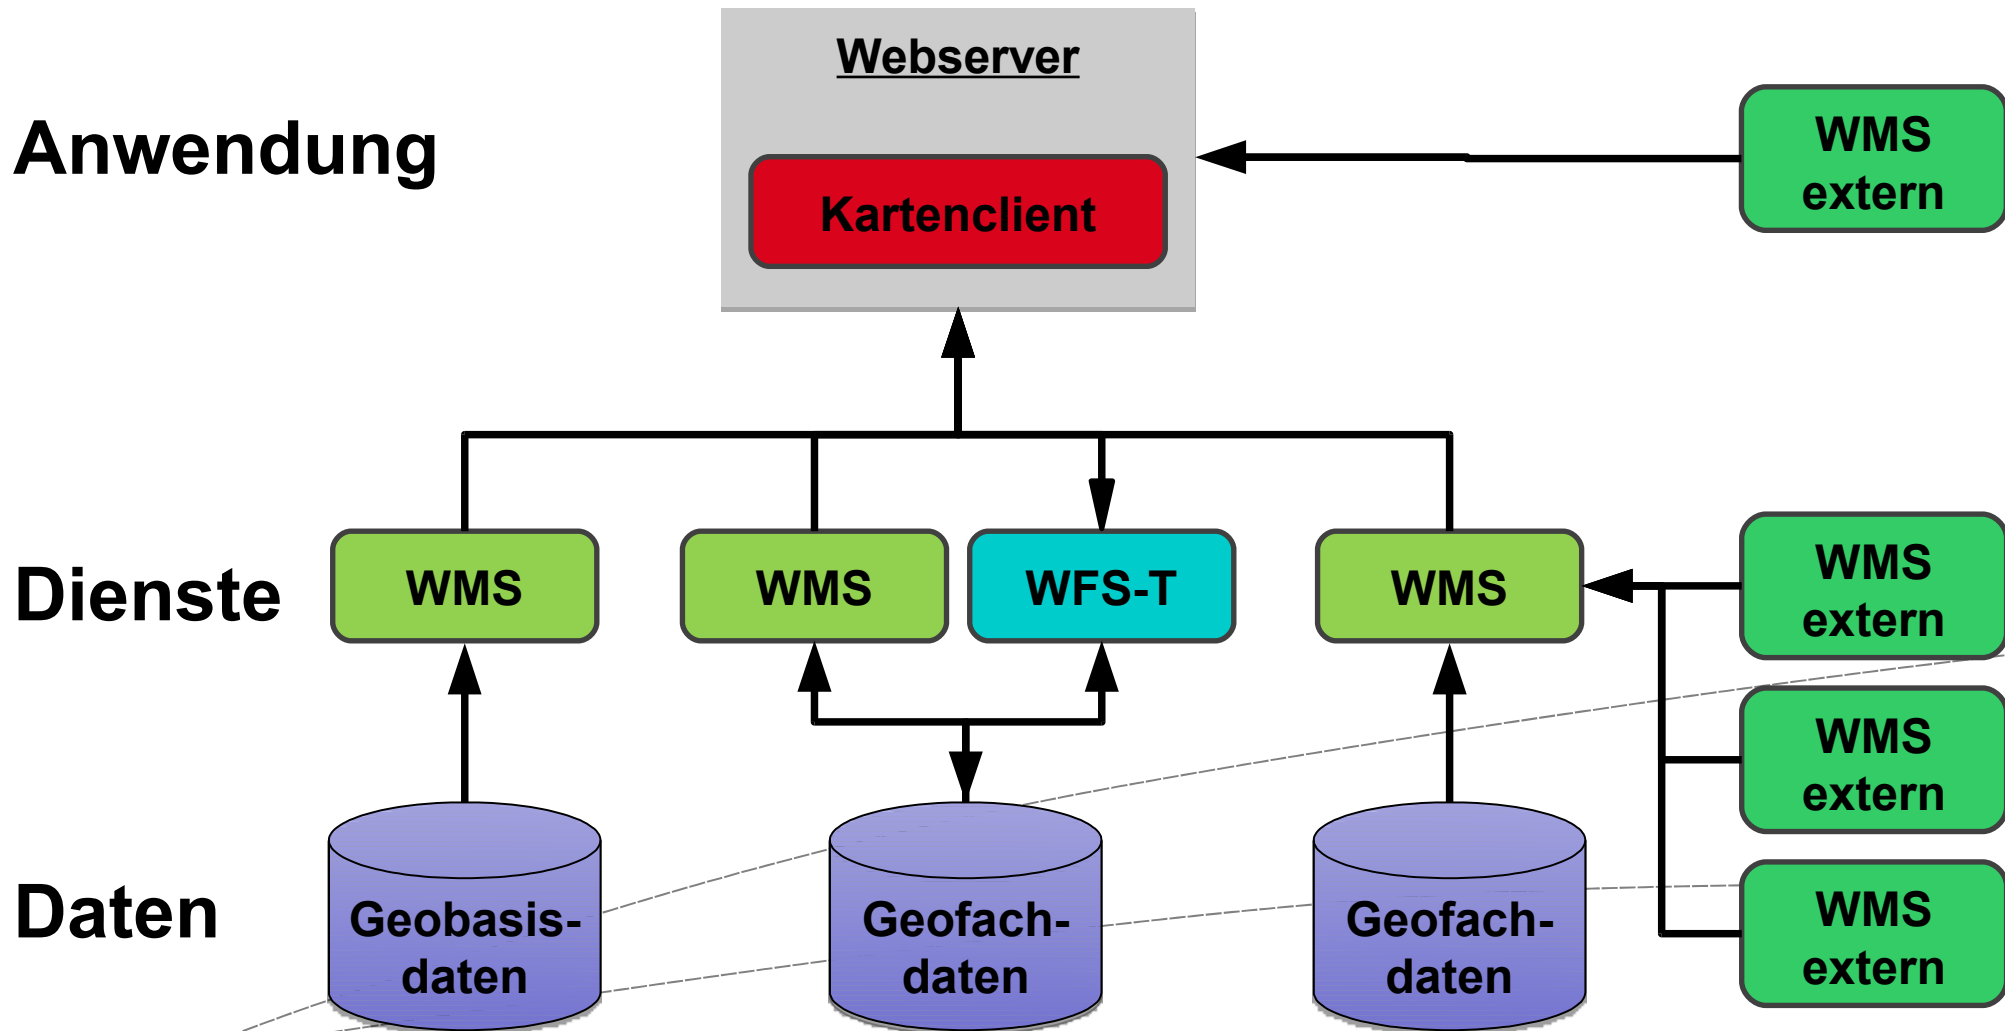 Webserver
Anwendung
WMS
extern
Kartenclient
Dienste
WMS
WMS
WFS-T
WMS
WMS
extern
WMS
extern
Daten
Geobasis-
daten
Geofach-
daten
Geofach-
daten
WMS
extern